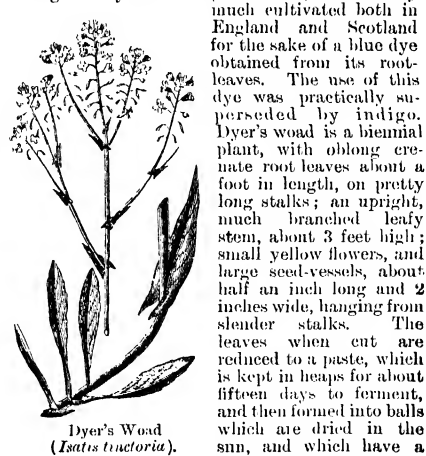 much cultivated both in
England and Scotland
for the sake of a blue dye
obtained from its root-
leaves. The use of this
dye was practically su-
perseded by indigo.
Dyer's woad is a biennial
plant, with oblong cre-
nate root leaves about a
foot in length, on pretty
long stalks; an upright,
much branched leafy
stem, about 3 feet high;
small yellow flowers, and
large seed-vessels, about
half an inch long and 2
inches wide, hanging from
slender stalks. The
leaves when cut are
reduced to a paste, which
is kept in heaps for about
fifteen days to ferment,
and then formed into balls
which are dried in the
sun, and which have a
Dyer's Woad
(Isatis tinctoria).